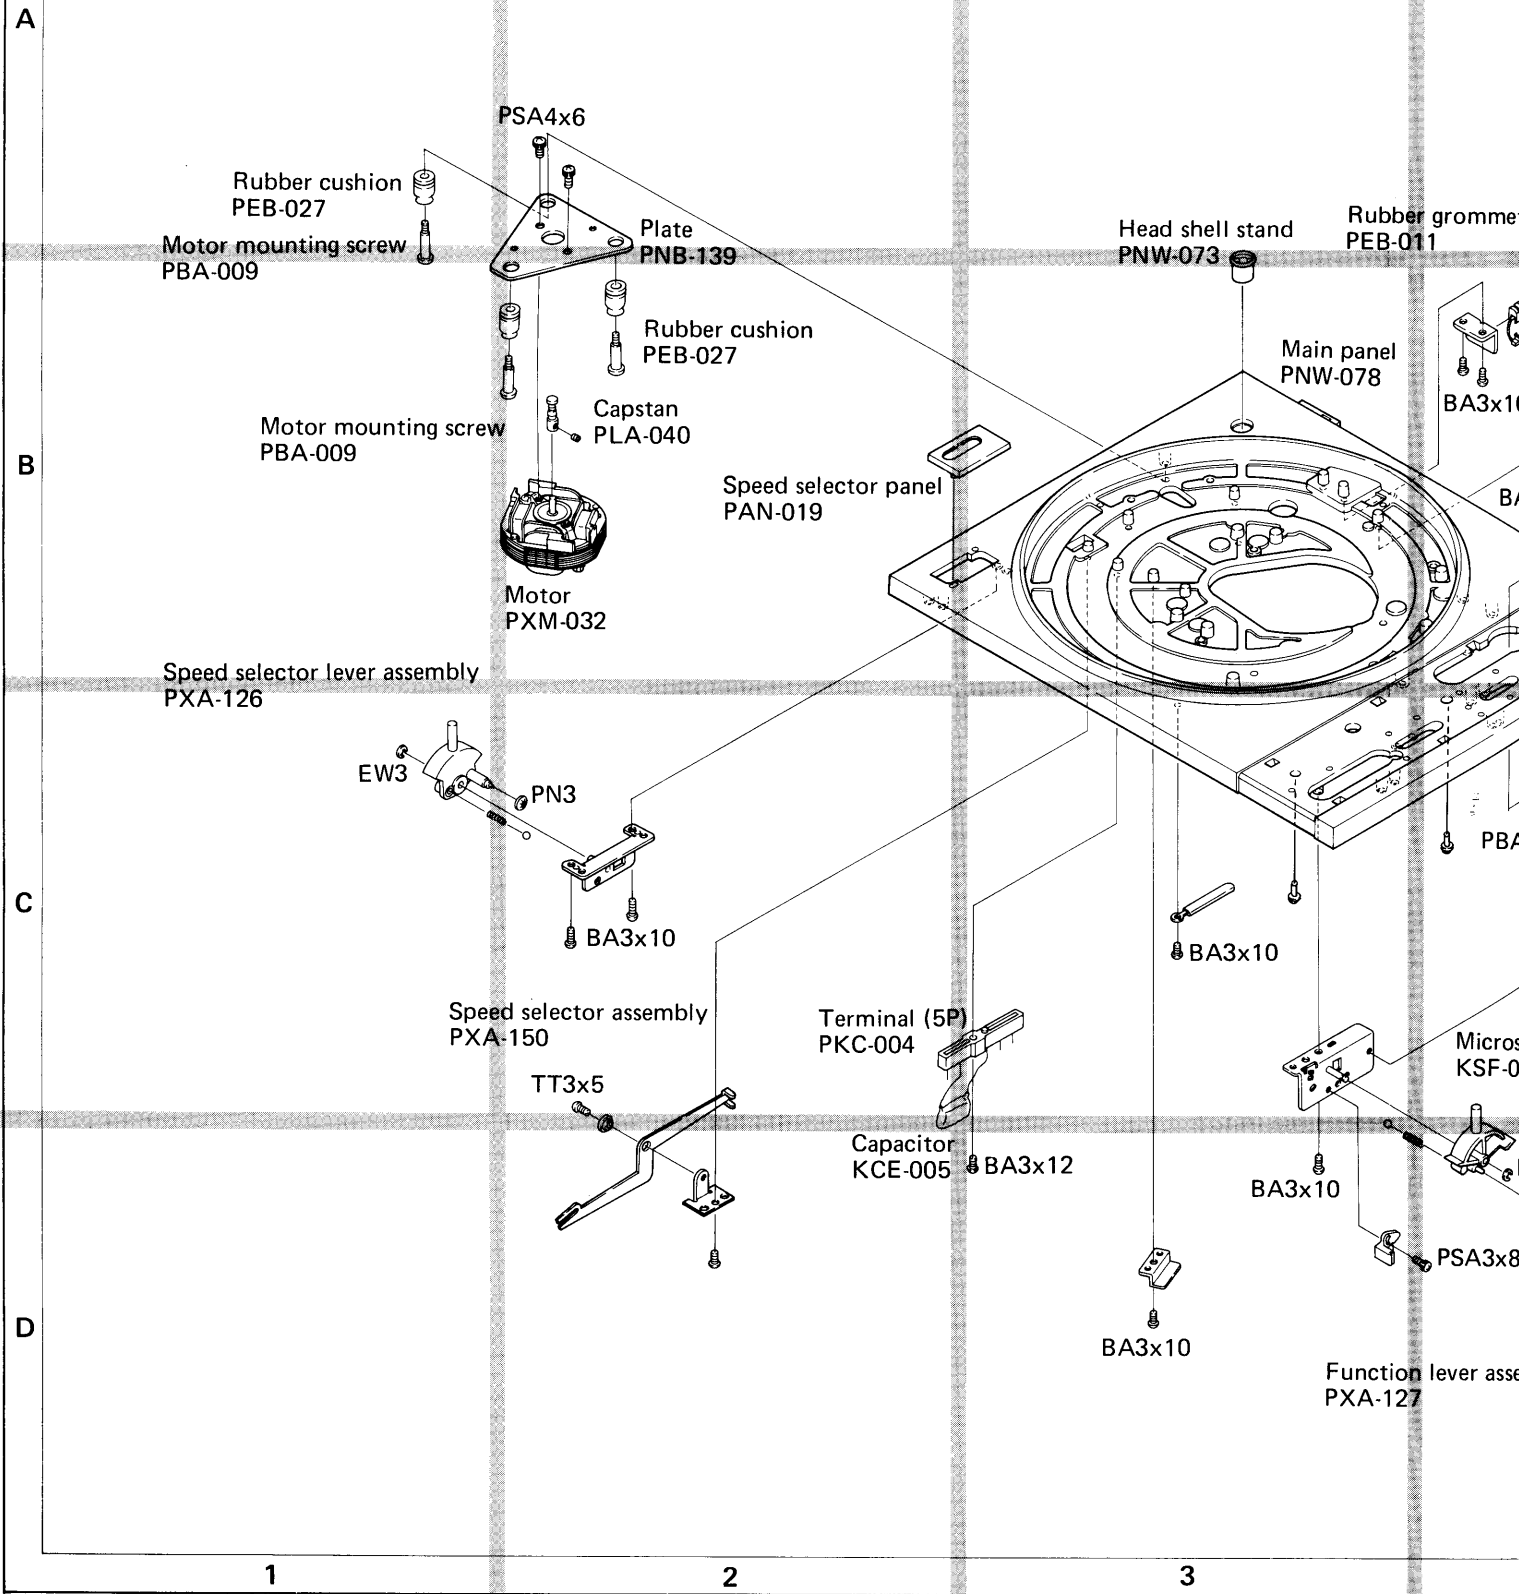 A
PSA4x6
Rubber cushion
PEB-027
Motor mounting screw
PBA-009
Plate
PNB-139
Head shell stand
PNW-073
Rubber
PEB-011
Rubber cushion
PEB-027
Main panel
PNW-078
BA3x10
Capstan
PLA-040
Motor mounting screw
PBA-009
B
Speed selector panel
PAN-019
Motor
PXM-032
Speed selector lever assembly
PXA-126
EW3
PN3
C
BA3x10
BA3x10
Speed selector assembly
PXA-150
Terminal (5P)
PKC-004
TT3x5
Capacitor
KCE-005
BA3x12
BA3x10
PSA3x8
D
BA3x10
Function lever
PXA-127
1
2
3